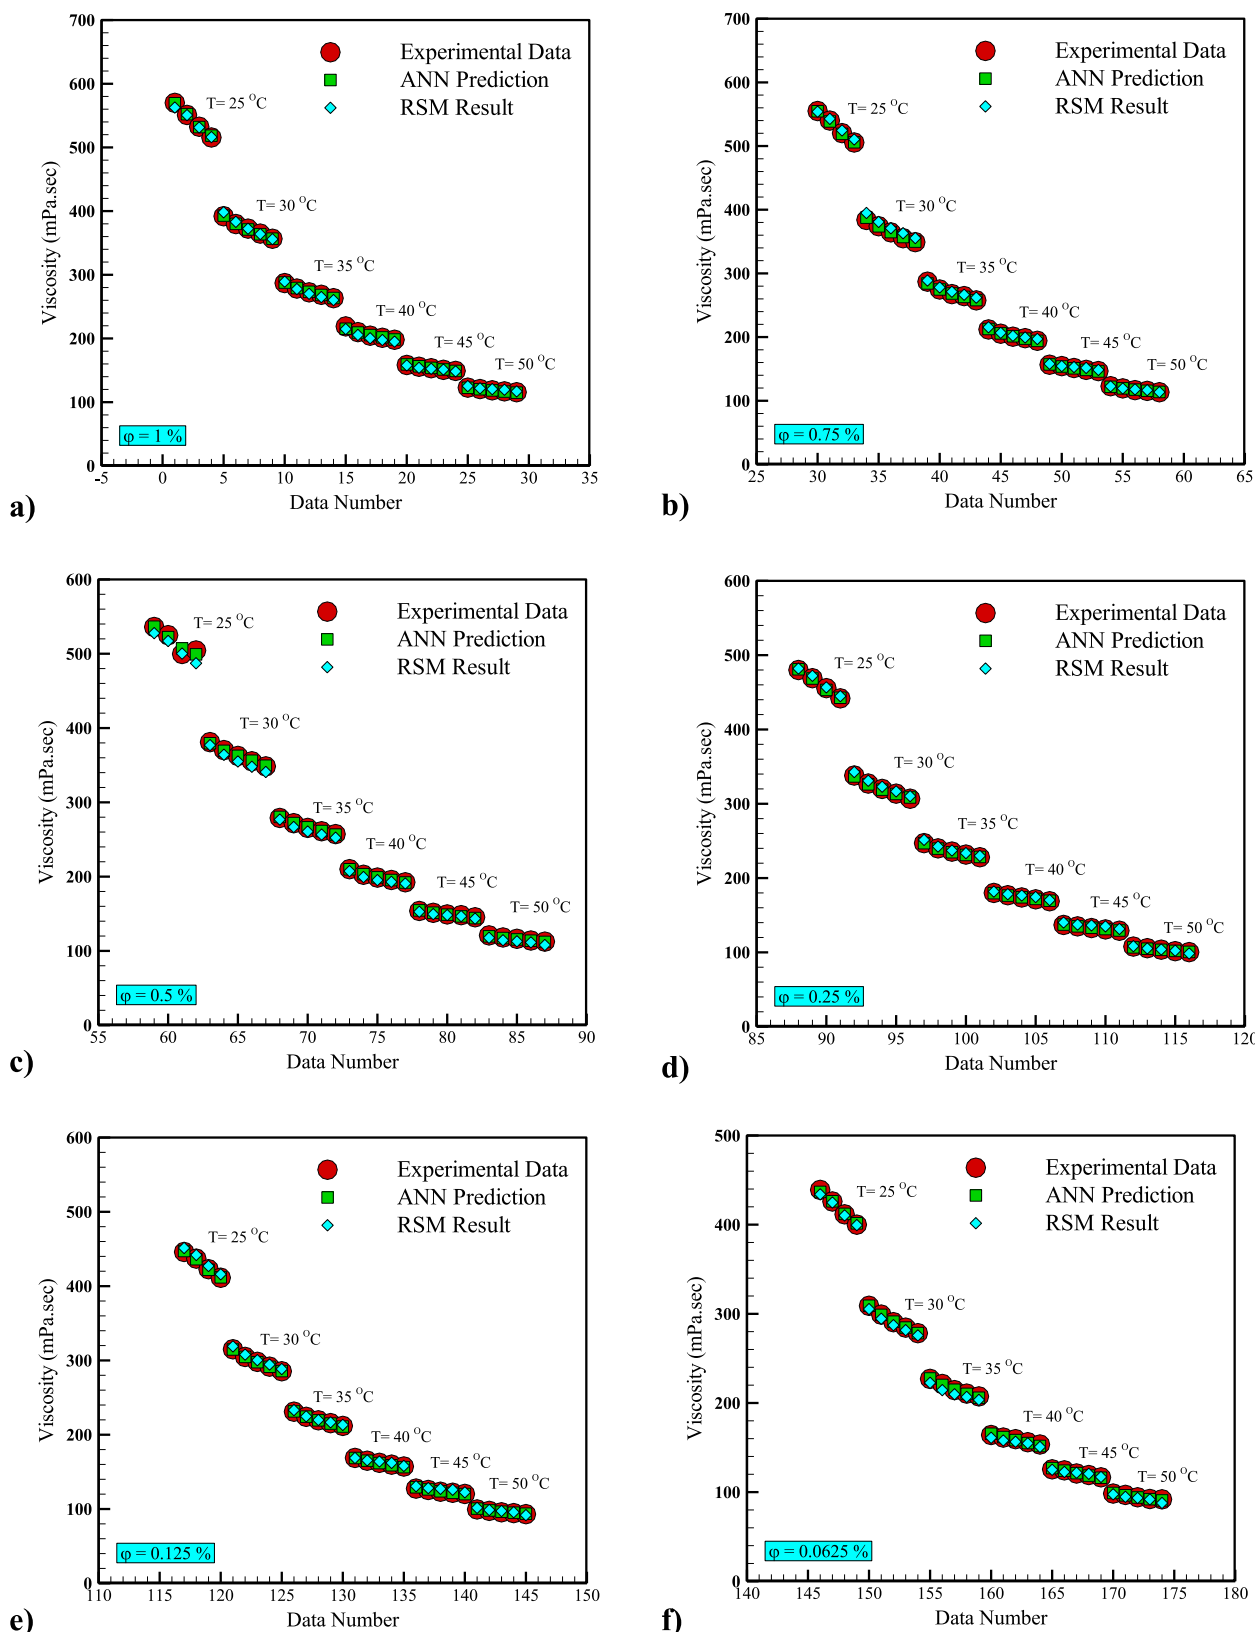 700
600
500
400
300
200
100
0
Viscosity (mPa.sec)
Experimental Data
ANN Prediction
RSM Result
T= 25 °C
T= 30 °C
T= 35 °C
T= 40 °C
T= 45 °C
T= 50 °C
φ = 1 %
-5 0 5 10 15 20 25 30 35
Data Number
a)
700
600
500
400
300
200
100
0
Viscosity (mPa.sec)
Experimental Data
ANN Prediction
RSM Result
T= 25 °C
T= 30 °C
T= 35 °C
T= 40 °C
T= 45 °C
T= 50 °C
φ = 0.75 %
25 30 35 40 45 50 55 60 65
Data Number
b)
600
500
400
300
200
100
0
Viscosity (mPa.sec)
Experimental Data
ANN Prediction
RSM Result
T= 25 °C
T= 30 °C
T= 35 °C
T= 40 °C
T= 45 °C
T= 50 °C
φ = 0.5 %
55 60 65 70 75 80 85 90
Data Number
c)
600
500
400
300
200
100
0
Viscosity (mPa.sec)
Experimental Data
ANN Prediction
RSM Result
T= 25 °C
T= 30 °C
T= 35 °C
T= 40 °C
T= 45 °C
T= 50 °C
φ = 0.25 %
85 90 95 100 105 110 115 120
Data Number
d)
600
500
400
300
200
100
0
Viscosity (mPa.sec)
Experimental Data
ANN Prediction
RSM Result
T= 25 °C
T= 30 °C
T= 35 °C
T= 40 °C
T= 45 °C
T= 50 °C
φ = 0.125 %
110 115 120 125 130 135 140 145 150
Data Number
e)
500
400
300
200
100
0
Viscosity (mPa.sec)
Experimental Data
ANN Prediction
RSM Result
T= 25 °C
T= 30 °C
T= 35 °C
T= 40 °C
T= 45 °C
T= 50 °C
φ = 0.0625 %
140 145 150 155 160 165 170 175 180
Data Number
f)